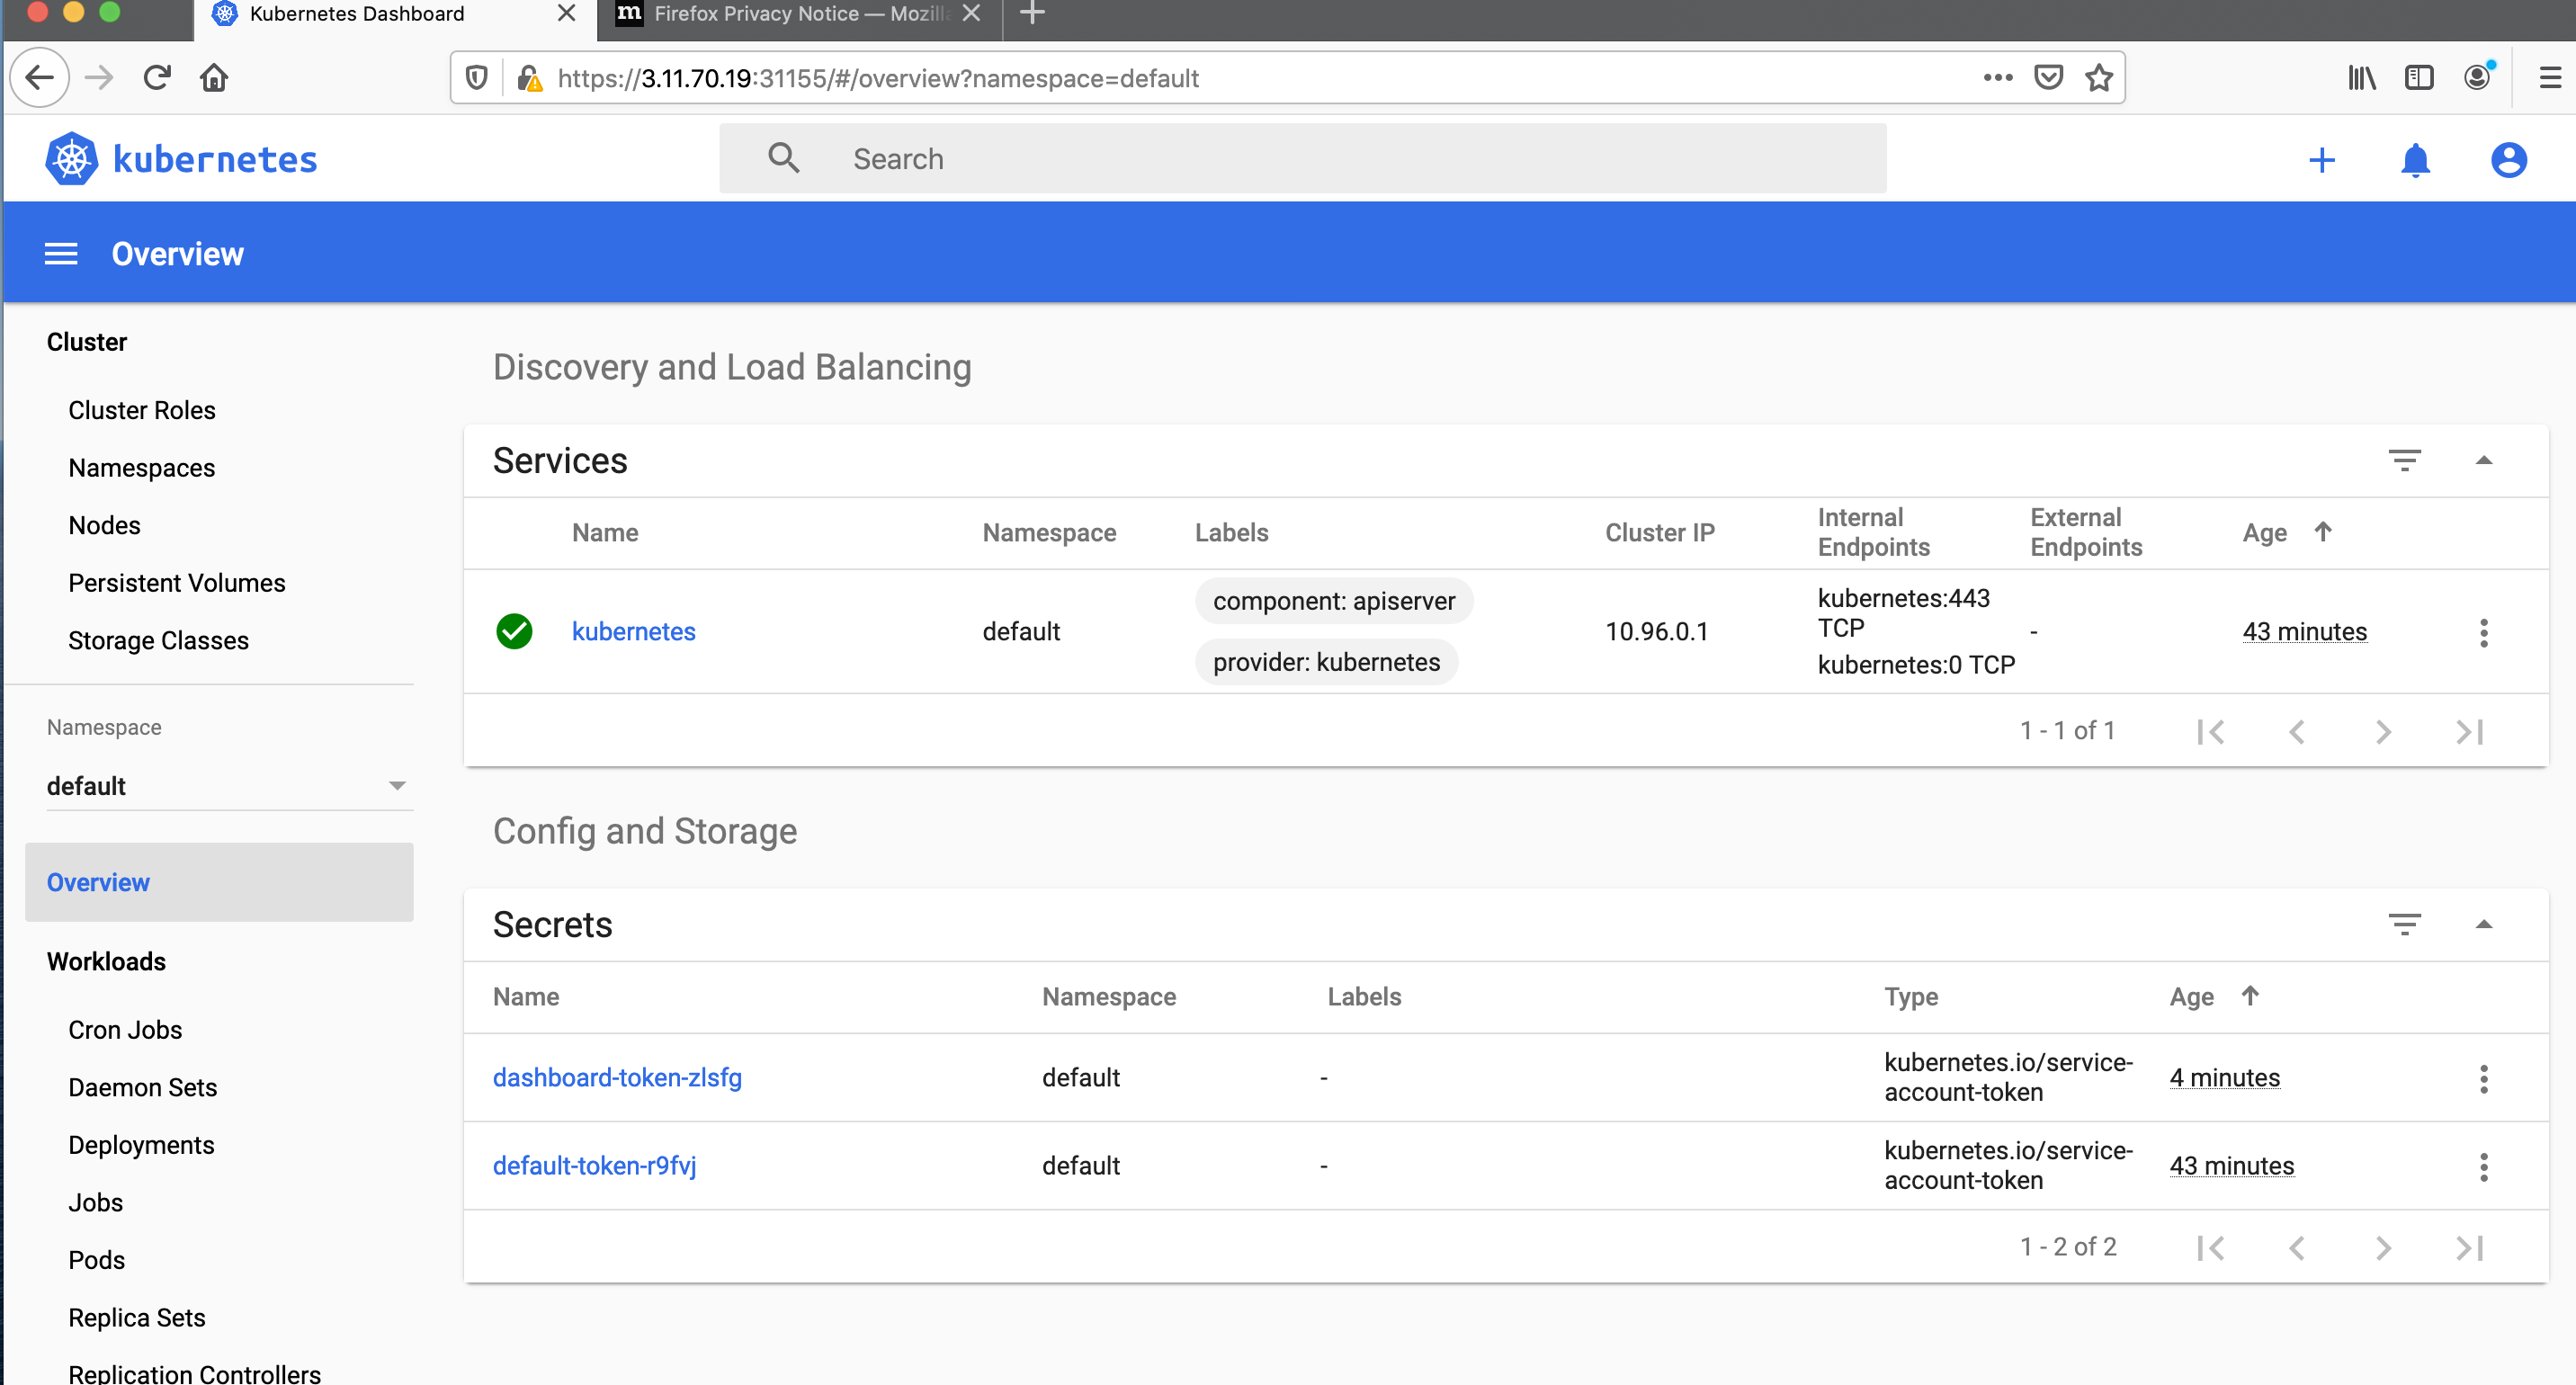 Kubernetes Dashboard
m Firefox Privacy Notice — Mozilla
https://3.11.70.19:31155/#/overview?namespace=default
kubernetes
Search
Overview
Cluster
Cluster Roles
Namespaces
Nodes
Persistent Volumes
Storage Classes
Namespace
default
Overview
Workloads
Cron Jobs
Daemon Sets
Deployments
Jobs
Pods
Replica Sets
Replication Controllers
Discovery and Load Balancing
Services
Name Namespace Labels Cluster IP Internal Endpoints External Endpoints Age
kubernetes default component: apiserver 10.96.0.1 kubernetes:443 TCP - 43 minutes
provider: kubernetes kubernetes:0 TCP
1 - 1 of 1
Config and Storage
Secrets
Name Namespace Labels Type Age
dashboard-token-zlsfg default - kubernetes.io/service-account-token 4 minutes
default-token-r9fvj default - kubernetes.io/service-account-token 43 minutes
1 - 2 of 2